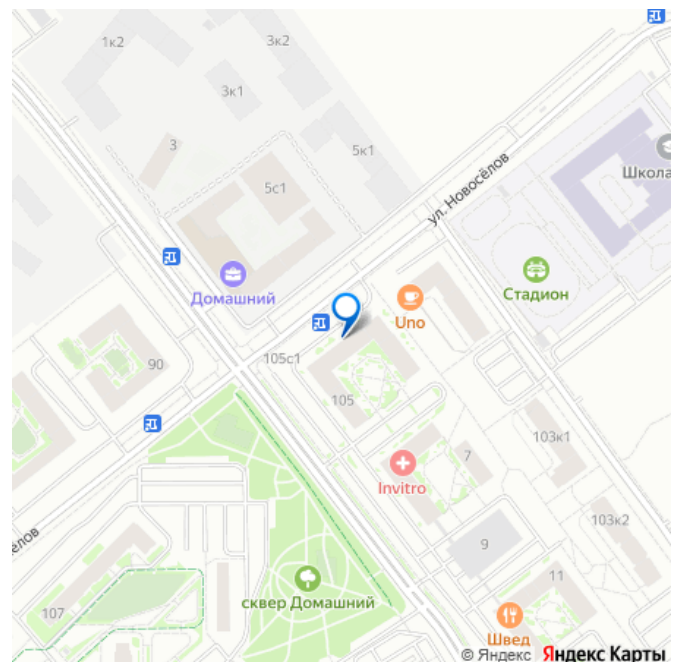 1к2
3к2
3к1
3
5к1
5с1
ул. Новосёлов
Школа
Стадион
Домашний
Uno
105с1
90
105
103к1
7
Invitro
103к2
9
елов
11
сквер Домашний
107
Швед
© Яндекс Яндекс Карты